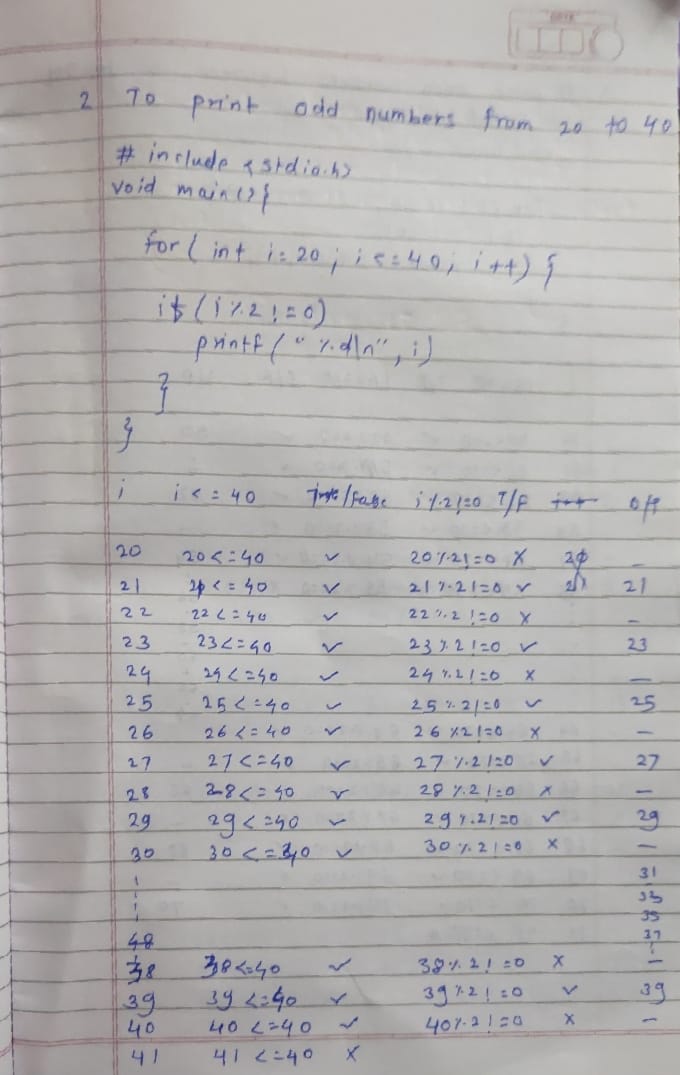 2 To print odd numbers from 20 to 40
# include <stdio.h>
void main() {
for ( int i = 20 ; i <= 40 ; i++) {
if ( i % 2 != 0)
printf ( " %d\n" , i)
}
}
i i <= 40 True/False i % 2 != 0 T/F i++ o/p
20 20 <= 40 ✓ 20 % 2 != 0 X –
21 21 <= 40 ✓ 21 % 2 != 0 ✓ 21
22 22 <= 40 ✓ 22 % 2 != 0 X –
23 23 <= 40 ✓ 23 % 2 != 0 ✓ 23
24 24 <= 40 ✓ 24 % 2 != 0 X –
25 25 <= 40 ✓ 25 % 2 != 0 ✓ 25
26 26 <= 40 ✓ 26 % 2 != 0 X –
27 27 <= 40 ✓ 27 % 2 != 0 ✓ 27
28 28 <= 40 ✓ 28 % 2 != 0 X –
29 29 <= 40 ✓ 29 % 2 != 0 ✓ 29
30 30 <= 40 ✓ 30 % 2 != 0 X –
31
33
35
48 37
38 38 <= 40 ✓ 38 % 2 != 0 X –
39 39 <= 40 ✓ 39 % 2 != 0 ✓ 39
40 40 <= 40 ✓ 40 % 2 != 0 X –
41 41 <= 40 X